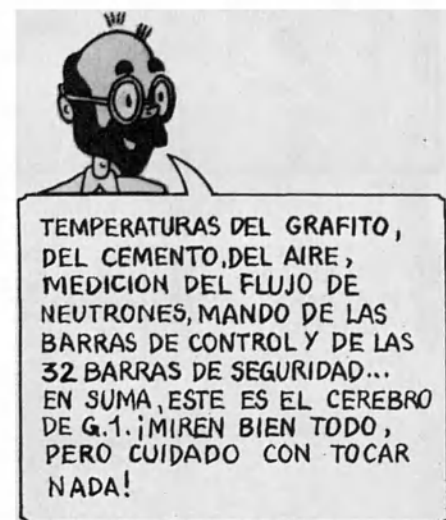 TEMPERATURAS DEL GRAFITO,
DEL CEMENTO, DEL AIRE,
MEDICION DEL FLUJO DE
NEUTRONES, MANDO DE LAS
BARRAS DE CONTROL Y DE LAS
32 BARRAS DE SEGURIDAD...
EN SUMA, ESTE ES EL CEREBRO
DE G.1. ¡MIREN BIEN TODO,
PERO CUIDADO CON TOCAR
NADA!